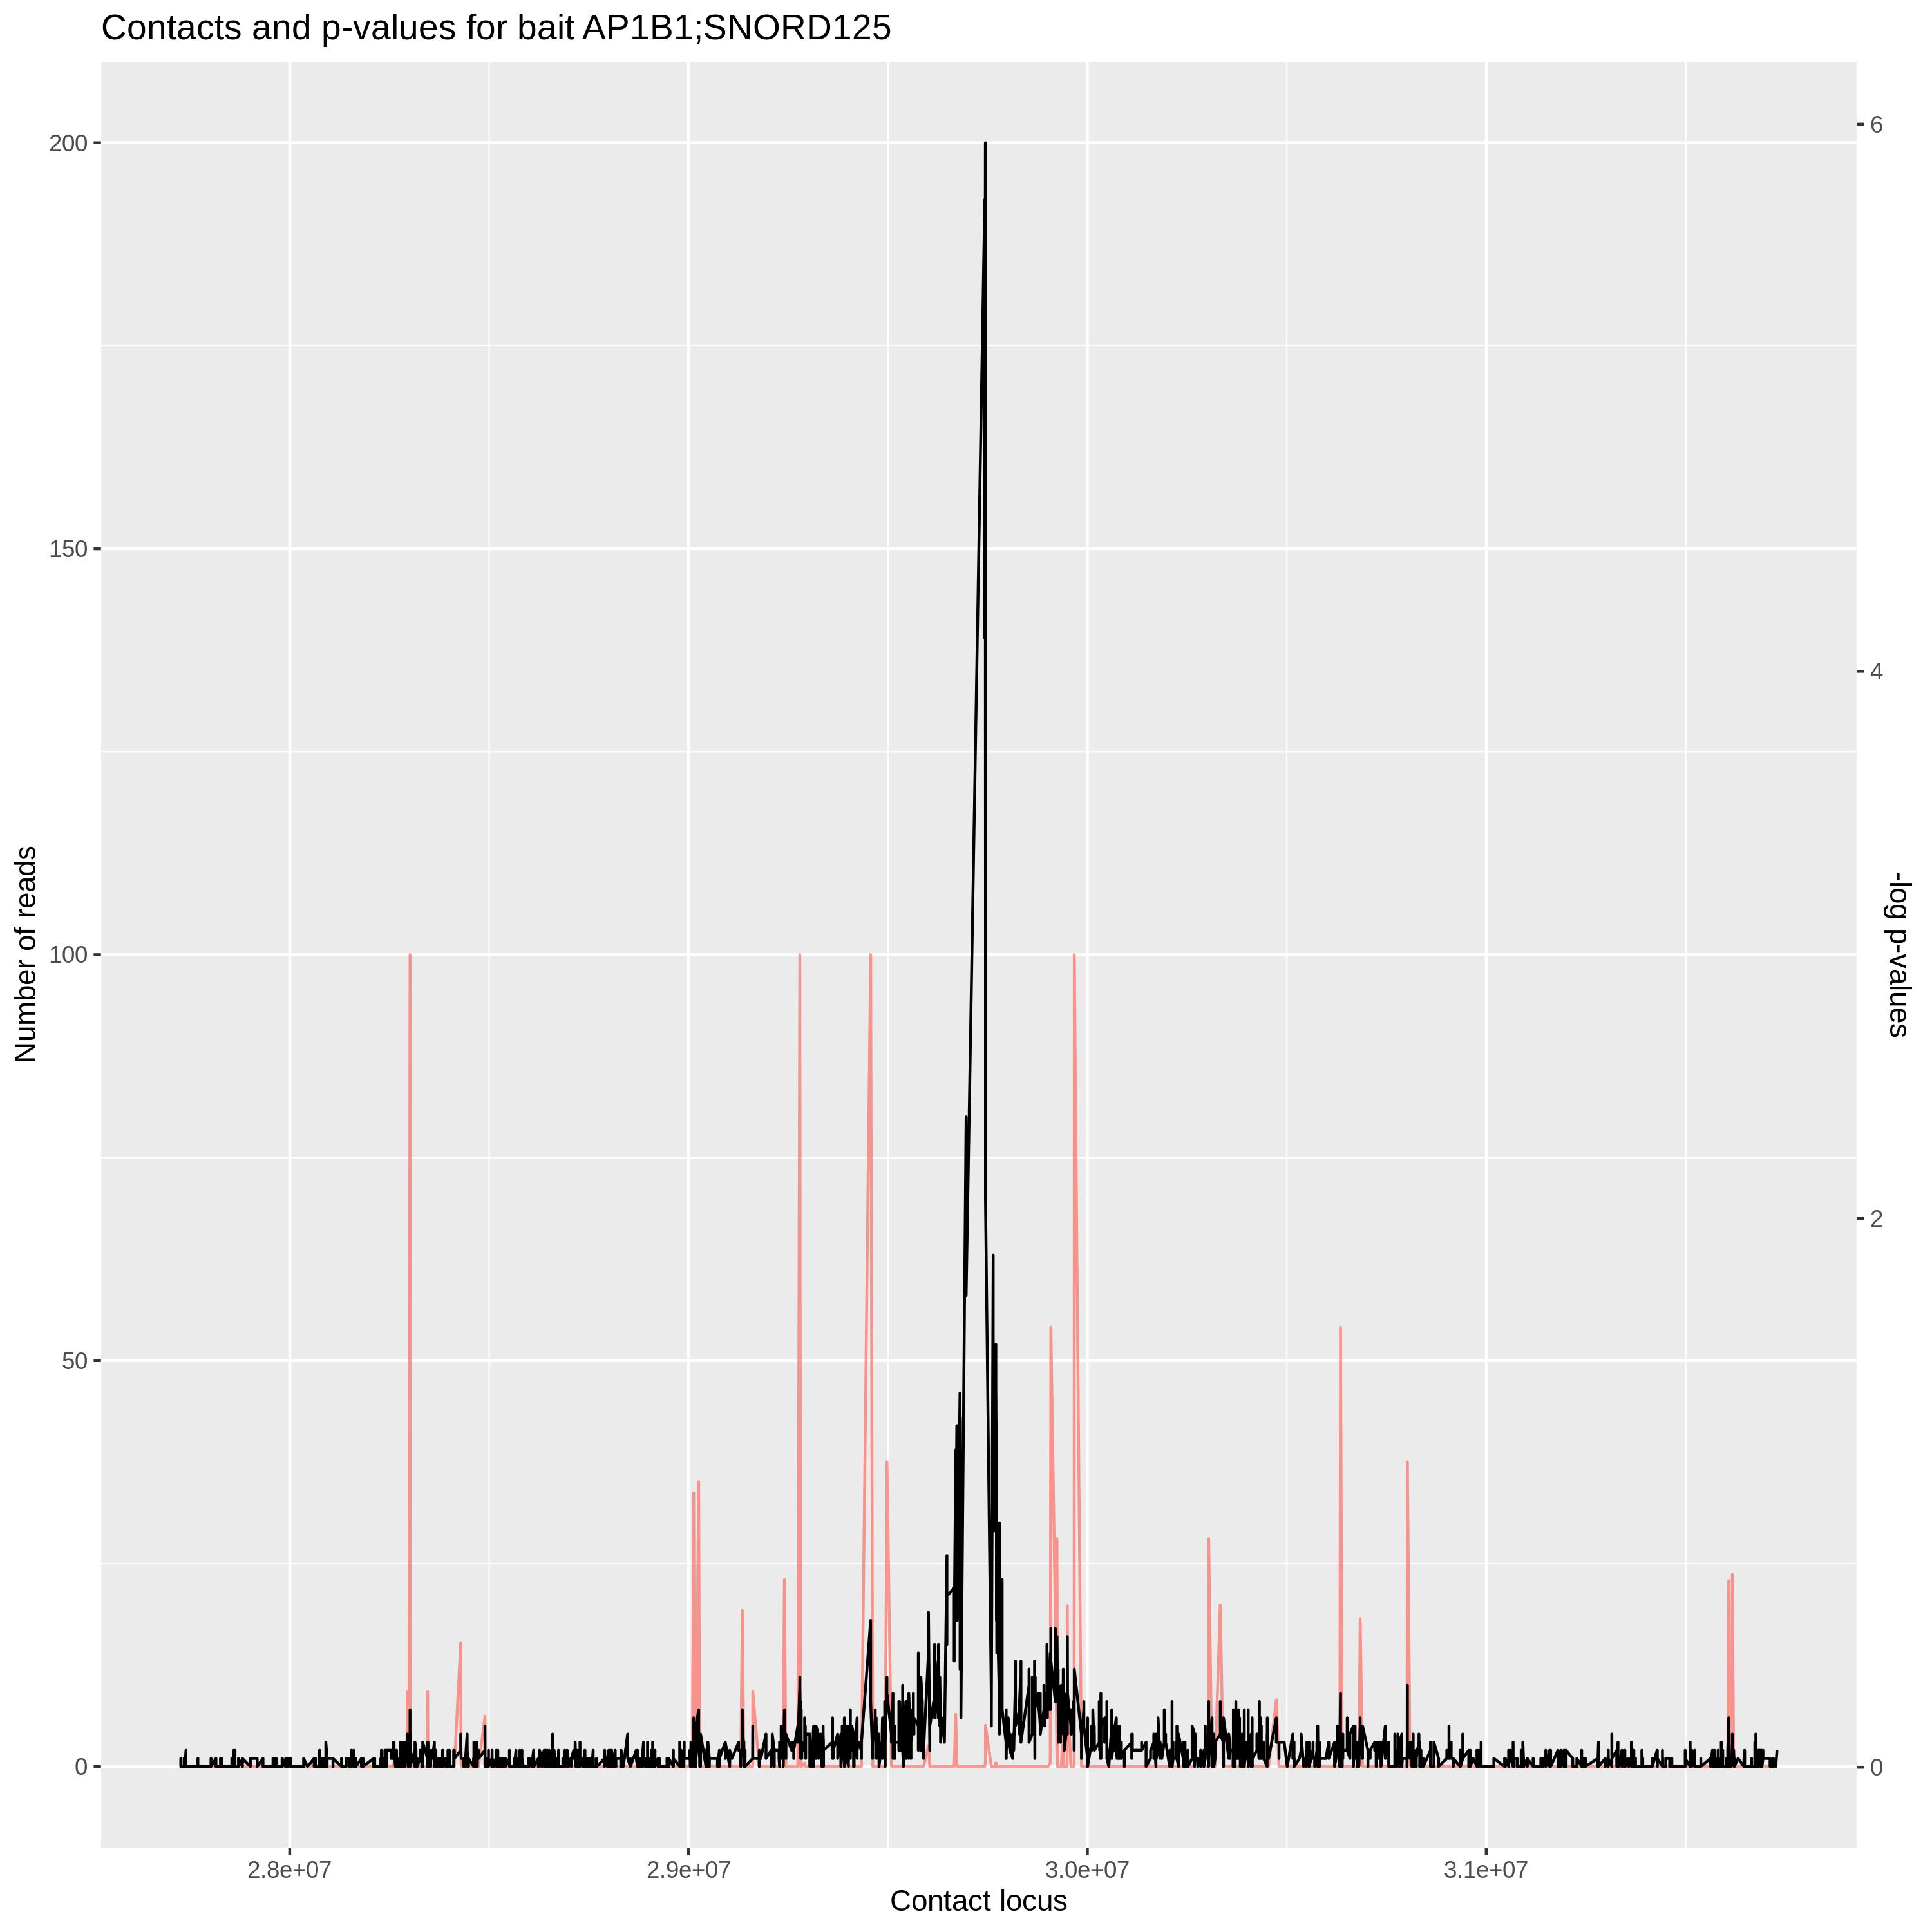 Contacts and p-values for bait AP1B1;SNORD125
Number of reads
200
150
100
50
0
6
4
2
0
-log p-values
2.8e+07
2.9e+07
3.0e+07
3.1e+07
Contact locus